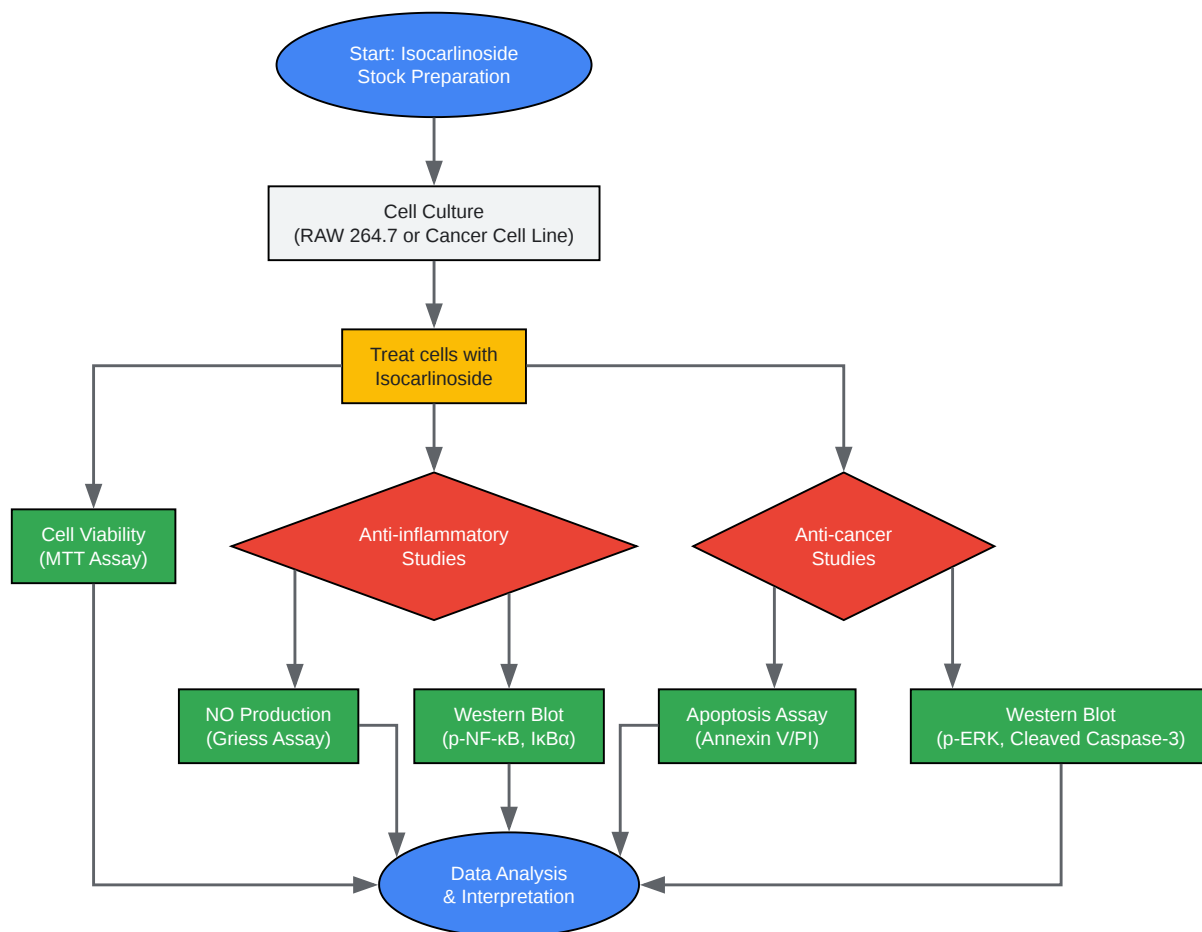 Start: Isocarlinoside
Stock Preparation
Cell Culture
(RAW 264.7 or Cancer Cell Line)
Treat cells with
Isocarlinoside
Cell Viability
(MTT Assay)
Anti-inflammatory
Studies
Anti-cancer
Studies
NO Production
(Griess Assay)
Western Blot
(p-NF-κB, IκBα)
Apoptosis Assay
(Annexin V/PI)
Western Blot
(p-ERK, Cleaved Caspase-3)
Data Analysis
& Interpretation